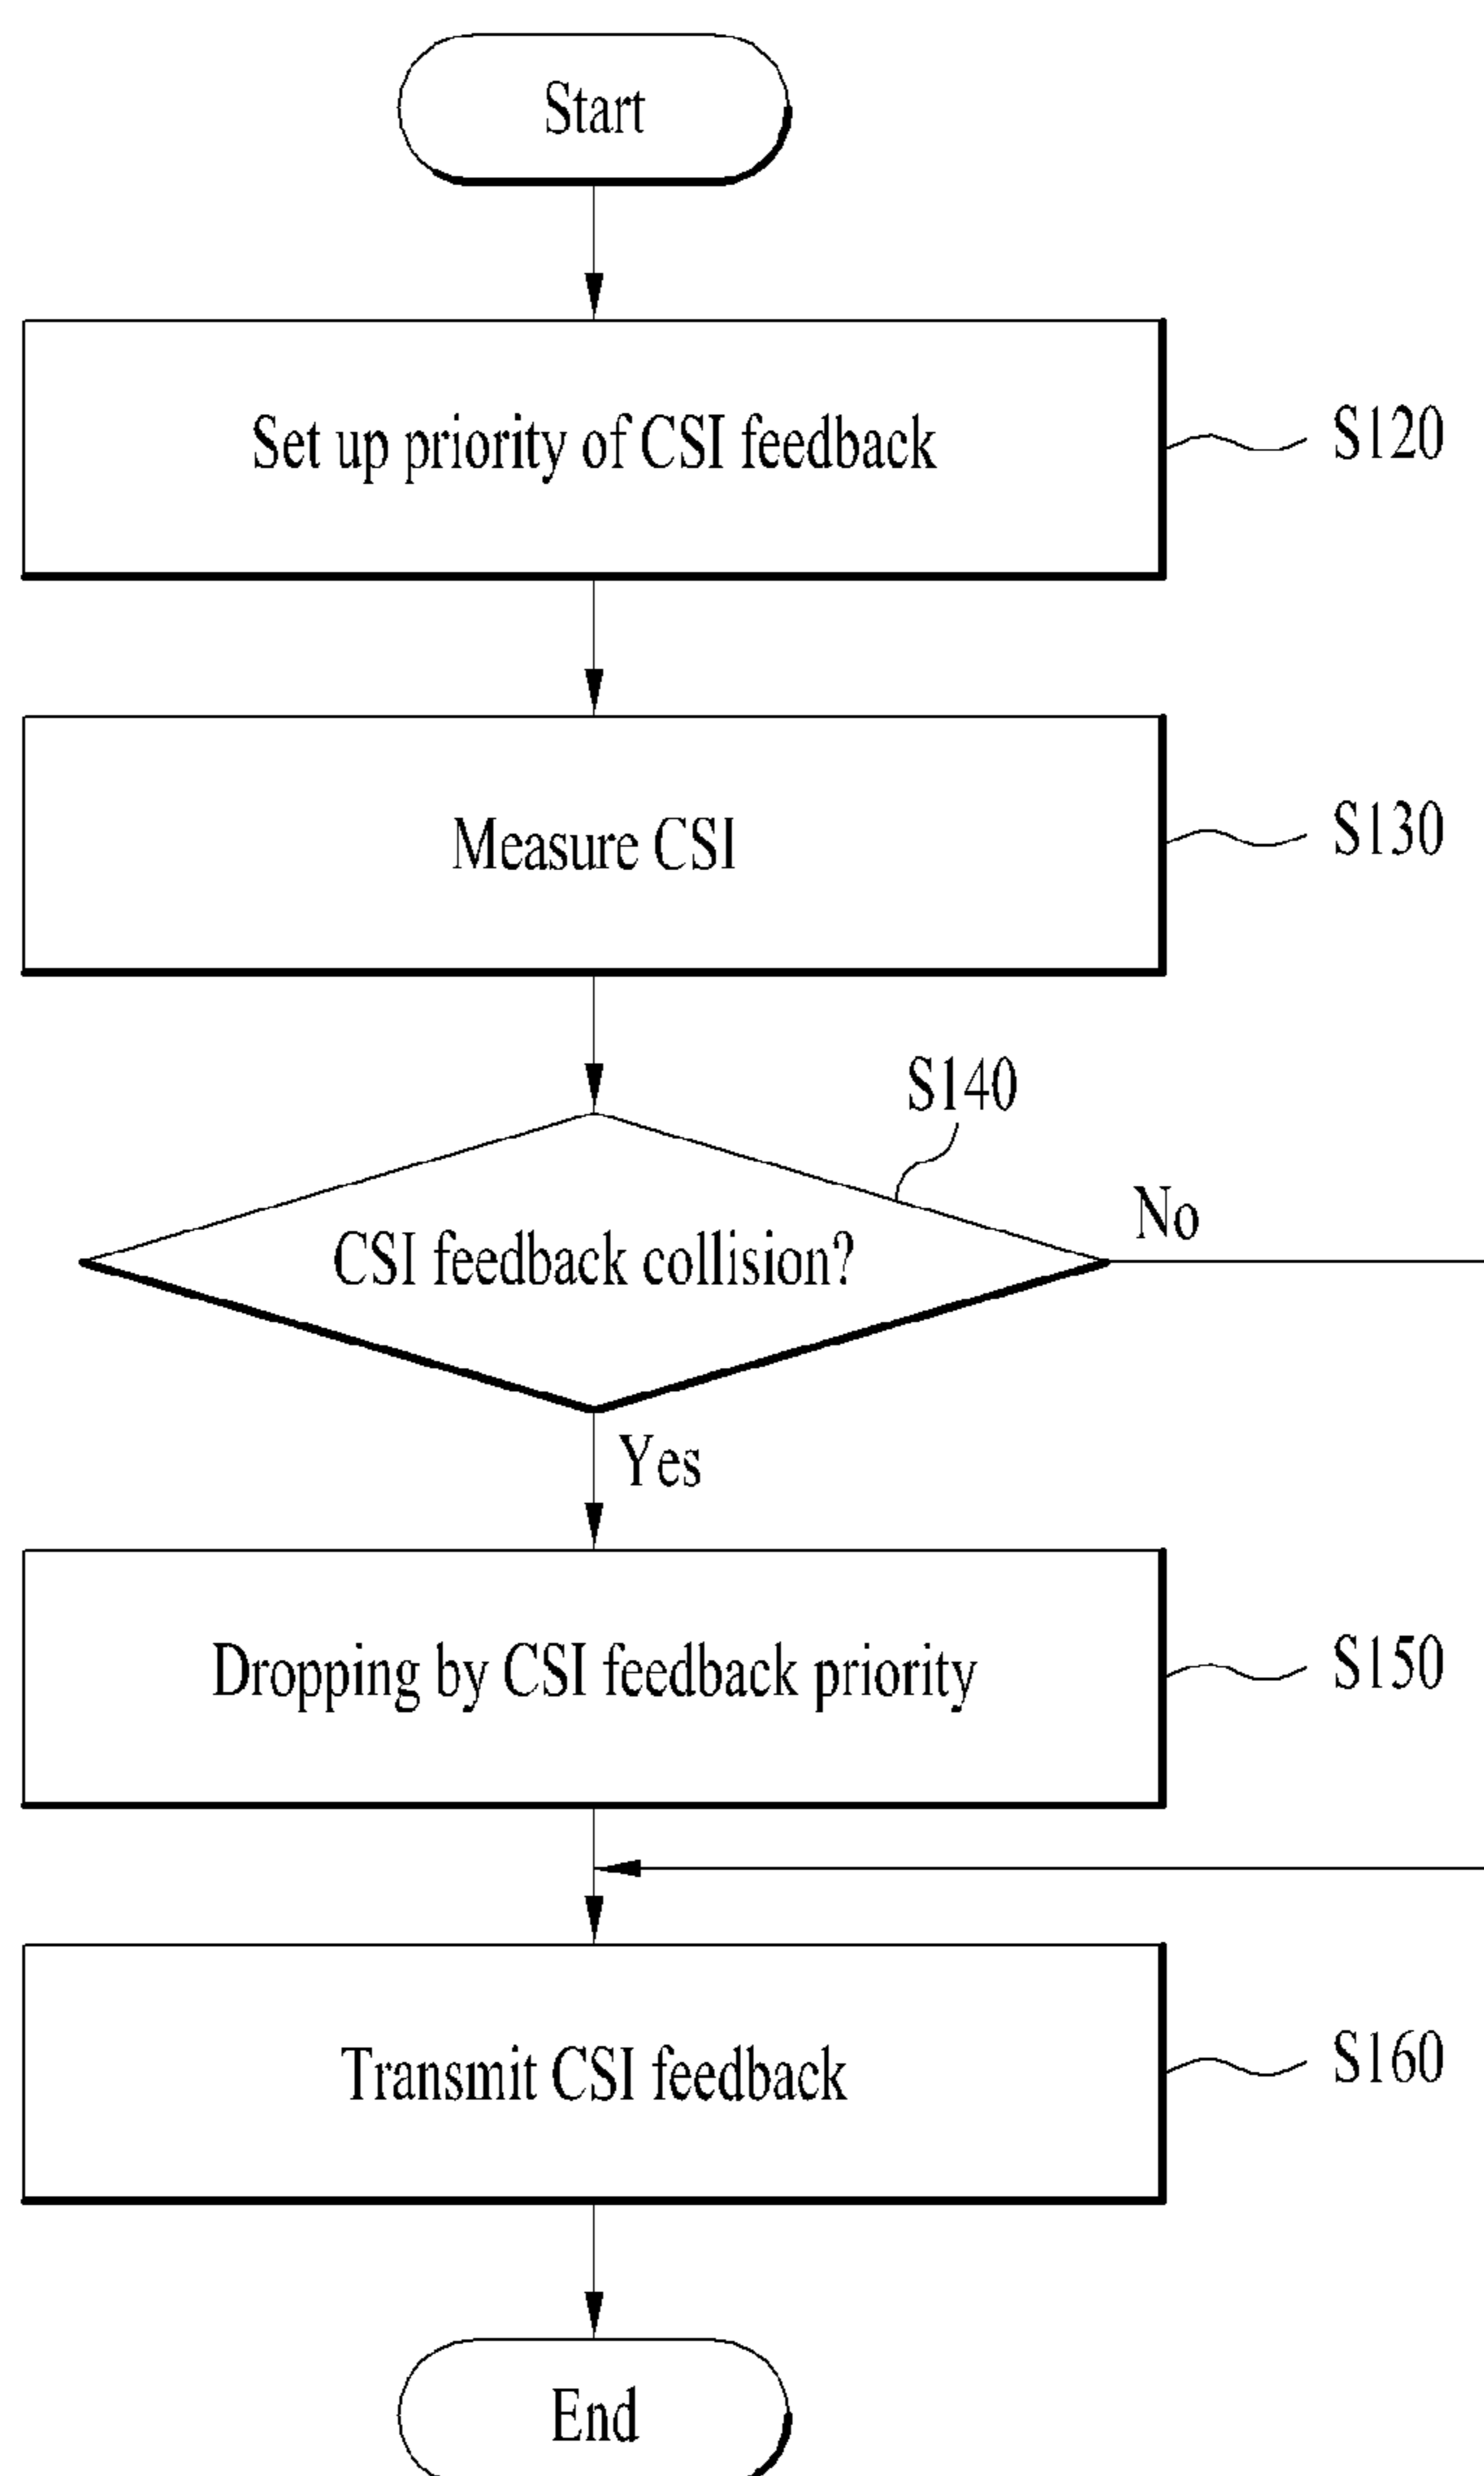 Start
Set up priority of CSI feedback
S120
Measure CSI
S130
S140
CSI feedback collision?
No
Yes
Dropping by CSI feedback priority
S150
Transmit CSI feedback
S160
End